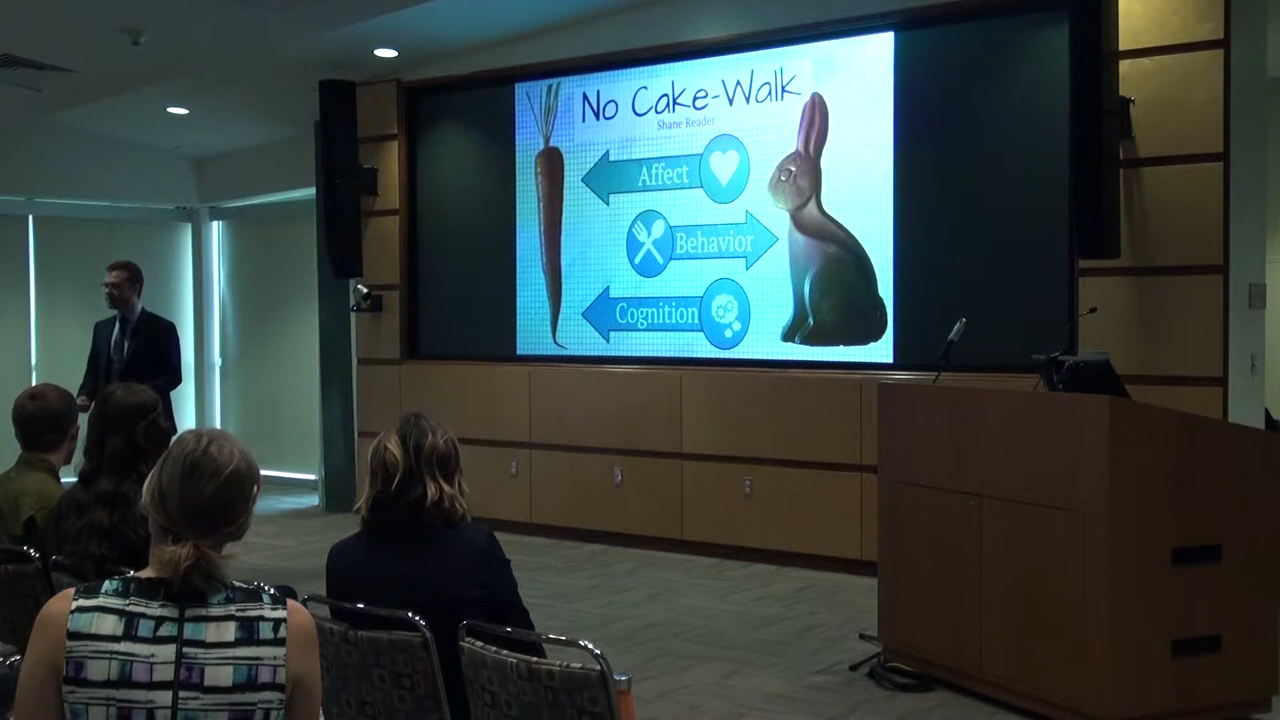 No Cake-Walk
Shane Reader
Affect
Behavior
Cognition